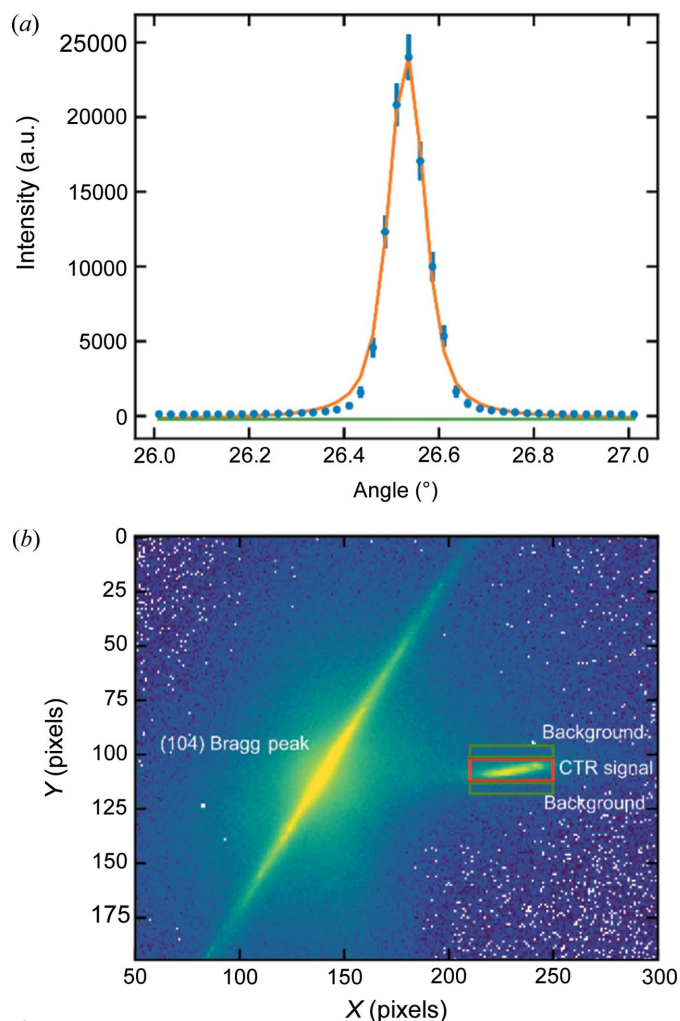 (a)
25000
20000
15000
10000
5000
0
Intensity (a.u.)
26.0 26.2 26.4 26.6 26.8 27.0
Angle (°)
(b)
0
25
50
75
100
125
150
175
Y (pixels)
(104) Bragg peak
Background
CTR signal
Background
50 100 150 200 250 300
X (pixels)